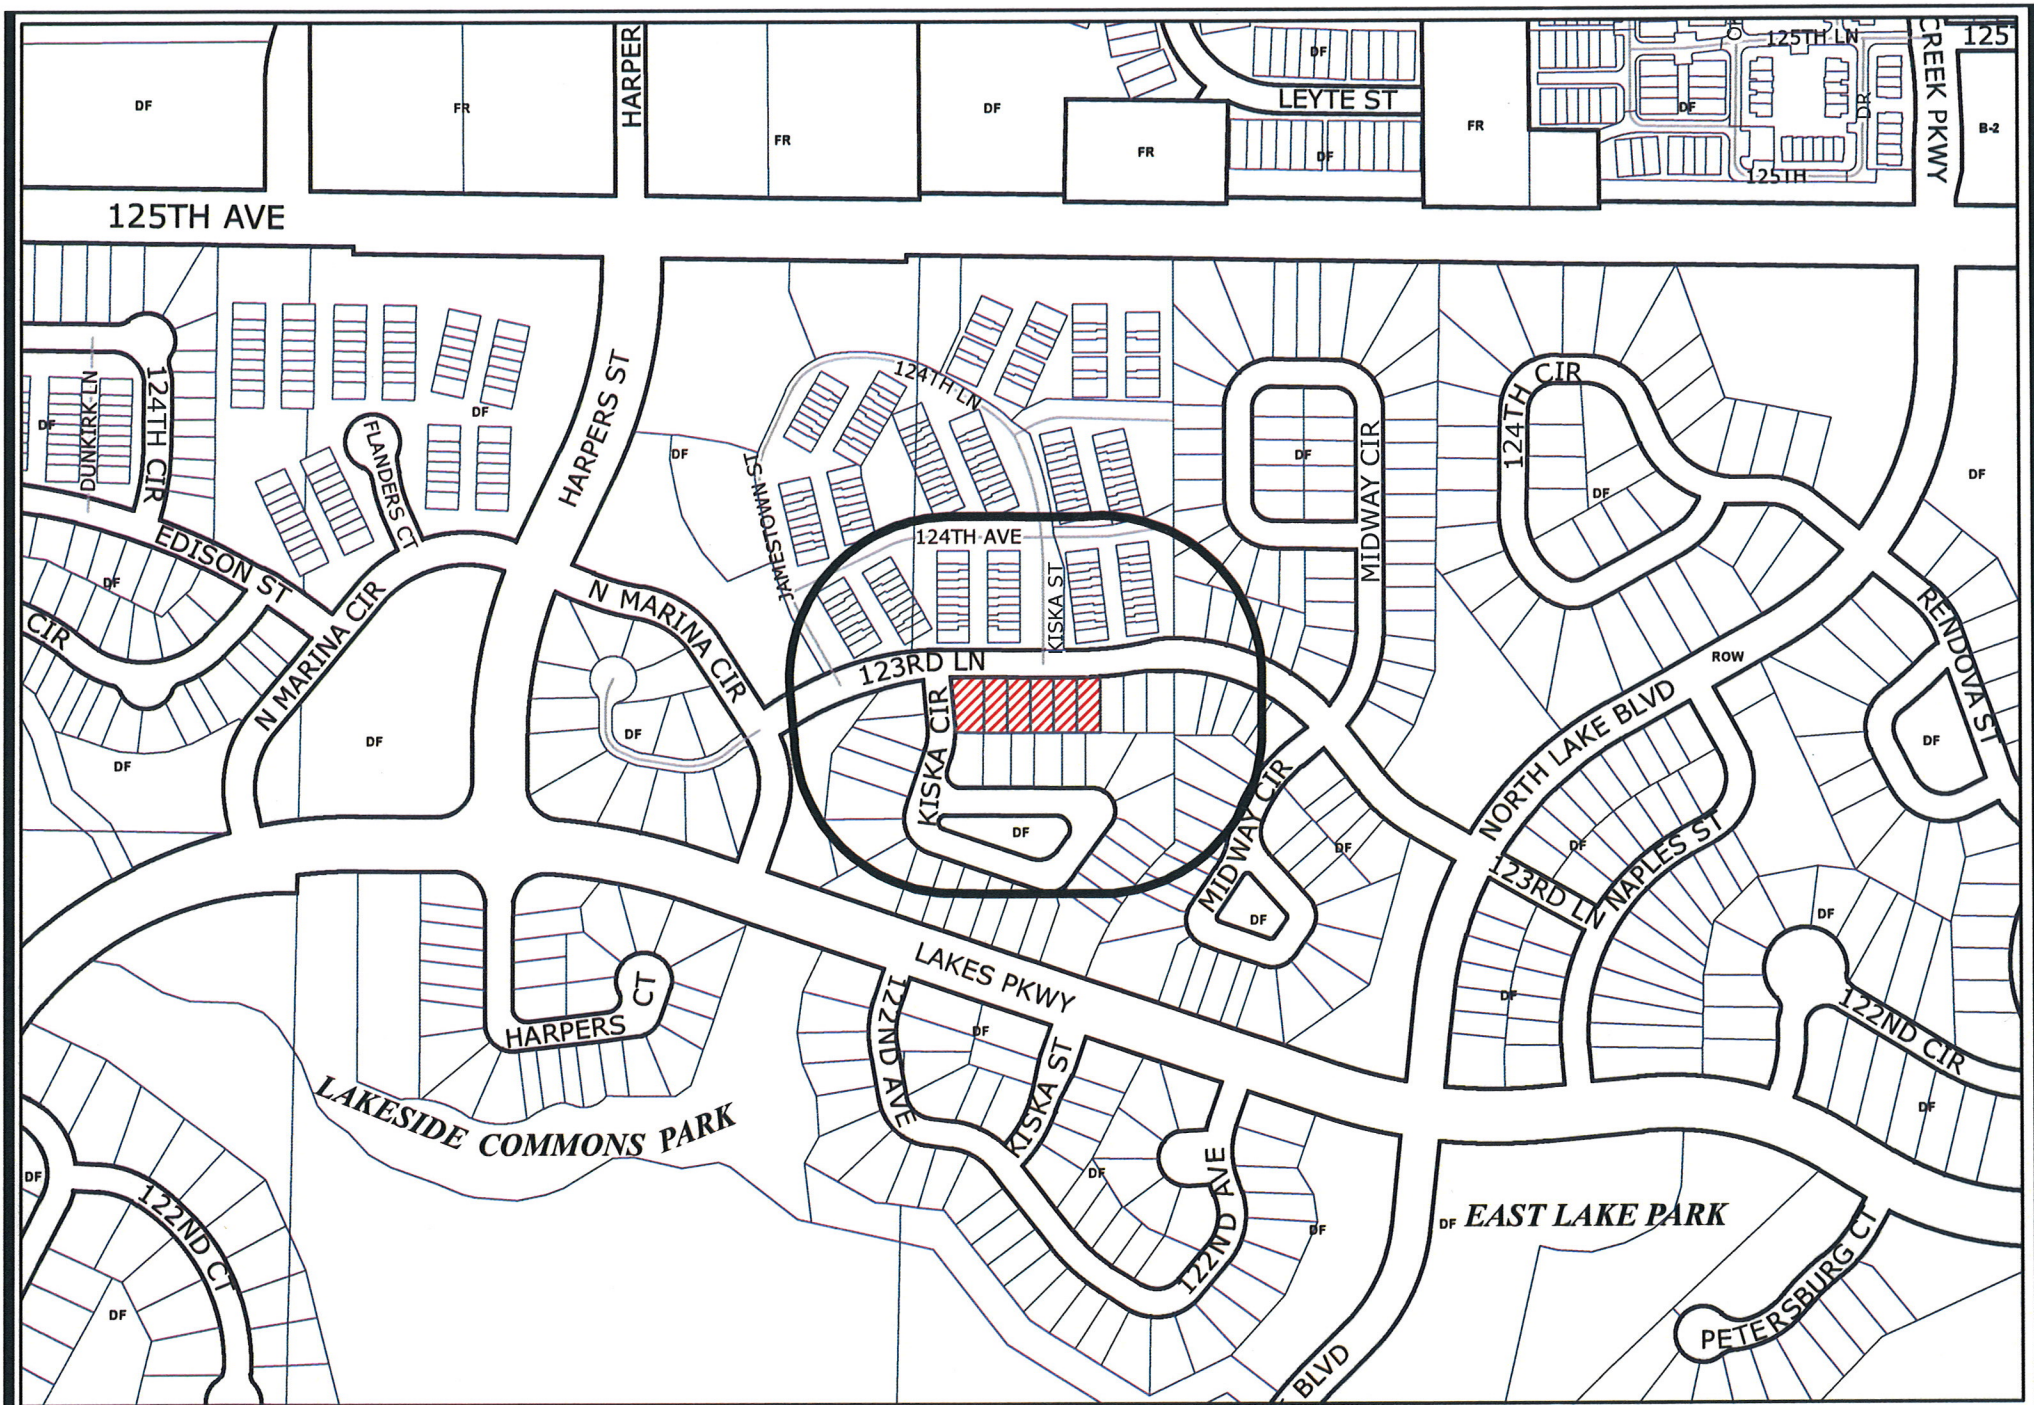 HARPER
CREEK PKWY
125TH LN
125
DF
DF
FR
FR
DF
FR
LEYTE ST
DF
FR
DF
DR
B-2
DF
125TH
125TH AVE
HARPERS ST
124TH LN
124TH CIR
DUNKIRK LN
DF
DF
FLANDERS CT
DF
JAMESTOWN ST
DF
MIDWAY CIR
124TH CIR
DF
DF
EDISON ST
DF
CIR
N MARINA CIR
N MARINA CIR
124TH AVE
KISKA ST
123RD LN
KISKA CIR
DF
DF
DF
DF
MIDWAY CIR
DF
DF
NORTH LAKE BLVD
ROW
RENDOVA ST
DF
DF
NAPLES ST
123RD LN
DF
DF
122ND CIR
DF
LAKES PKWY
HARPERS CT
122ND AVE
DF
KISKA ST
DF
122ND AVE
DF
LAKESIDE COMMONS PARK
DF
122ND CT
DF
DF
EAST LAKE PARK
PETERSBURG CT
BLVD